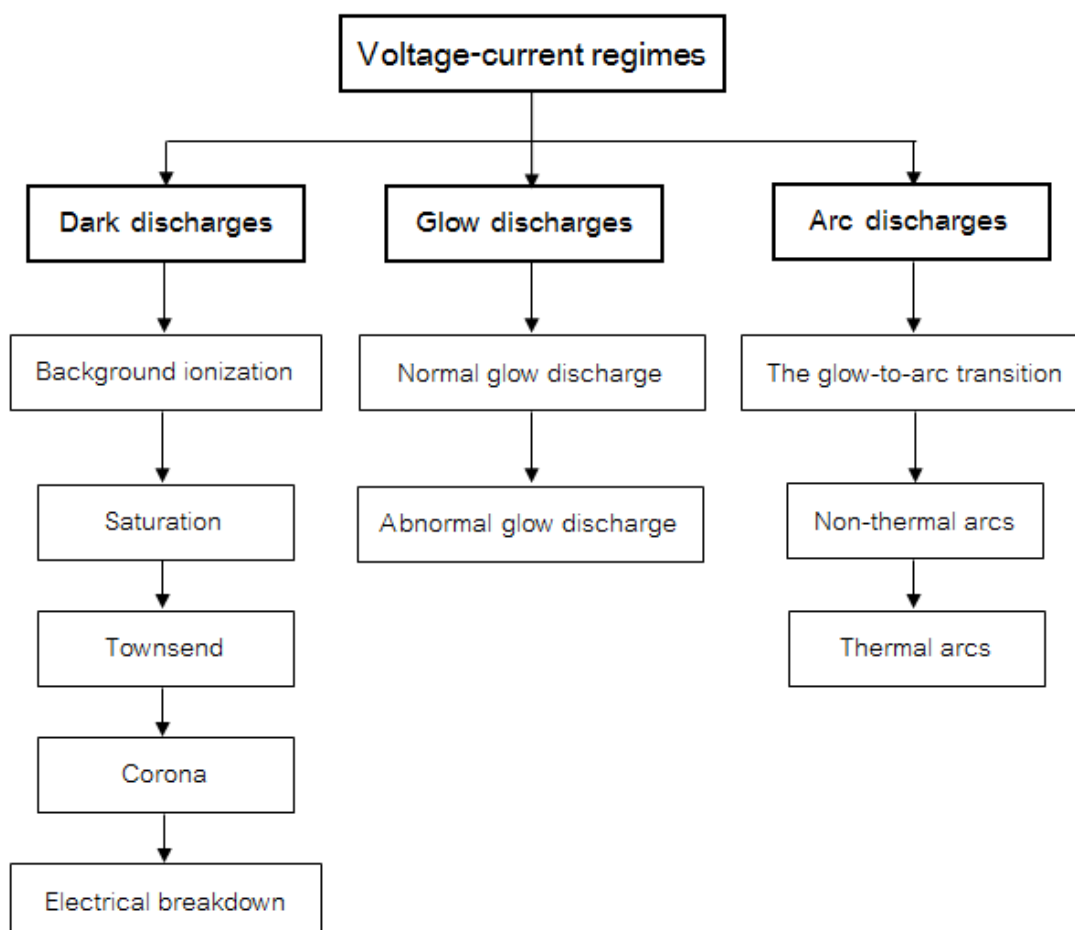 Voltage-current regimes
Dark discharges
Glow discharges
Arc discharges
Background ionization
Normal glow discharge
The glow-to-arc transition
Saturation
Abnormal glow discharge
Non-thermal arcs
Townsend
Thermal arcs
Corona
Electrical breakdown